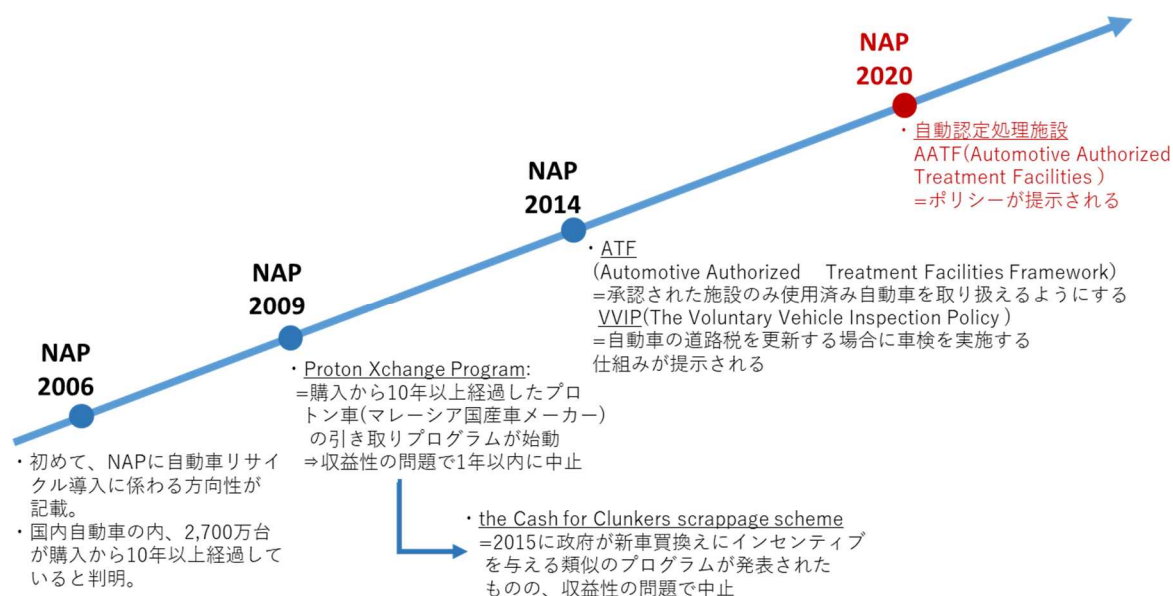 NAP
2006
・初めて、NAPに自動車リサイ
クル導入に係わる方向性が
記載。
・国内自動車の内、2,700万台
が購入から10年以上経過して
いると判明。
NAP
2009
・Proton Xchange Program:
=購入から10年以上経過したプロ
トン車(マレーシア国産車メーカー)
の引き取りプログラムが始動
⇒収益性の問題で1年以内に中止
・the Cash for Clunkers scrappage scheme
=2015に政府が新車買換えにインセンティブ
を与える類似のプログラムが発表された
ものの、収益性の問題で中止
NAP
2014
・ATF
(Automotive Authorized Treatment Facilities Framework)
=承認された施設のみ使用済み自動車を取り扱えるようにする
VVIP(The Voluntary Vehicle Inspection Policy )
=自動車の道路税を更新する場合に車検を実施する
仕組みが提示される
NAP
2020
・自動認定処理施設
AATF(Automotive Authorized
Treatment Facilities )
=ポリシーが提示される